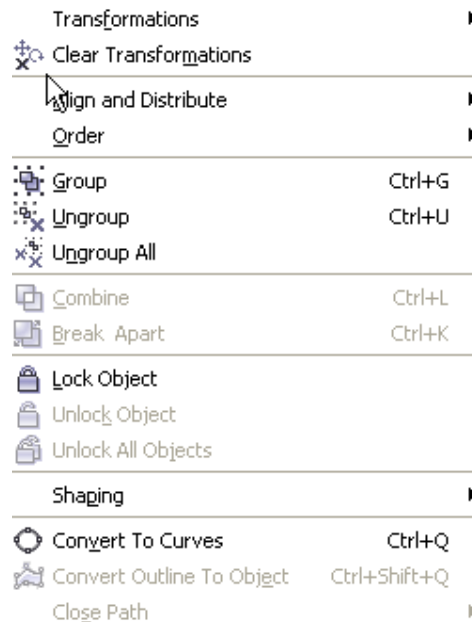 Transformations
Clear Transformations
Align and Distribute
Order
Group Ctrl+G
Ungroup Ctrl+U
Ungroup All
Combine Ctrl+L
Break Apart Ctrl+K
Lock Object
Unlock Object
Unlock All Objects
Shaping
Convert To Curves Ctrl+Q
Convert Outline To Object Ctrl+Shift+Q
Close Path